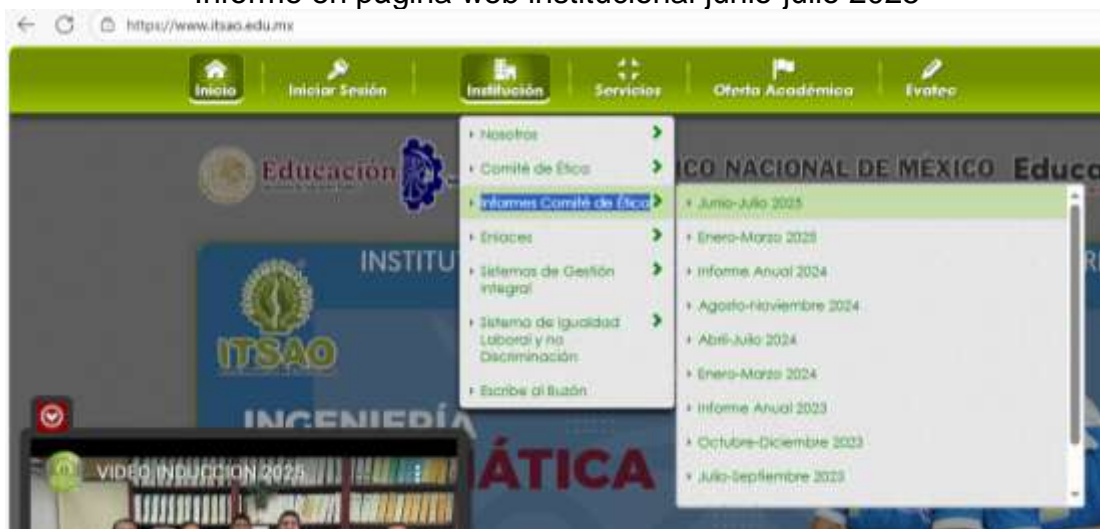 Informe en página web institucional junio-julio 2025
https://www.itsao.edu.mx
Inicio
Iniciar Sesión
Institución
Servicios
Oferta Académica
Evatec
Educación
ICO NACIONAL DE MÉXICO
Educa
Nosotros
Comité de Ética
Informes Comité de Ética
Enlaces
Sistemas de Gestión
Integral
Sistema de Igualdad
Laboral y no
Discriminación
Escribe al Buzón
Junio-Julio 2025
Enero-Marzo 2025
Informe Anual 2024
Agosto-Noviembre 2024
Abril-Julio 2024
Enero-Marzo 2024
Informe Anual 2023
Octubre-Diciembre 2023
Julio-Septiembre 2023
INSTITU
ITSAO
INGENIERÍA
ÁTICA
VIDEO INDUCCION 2025